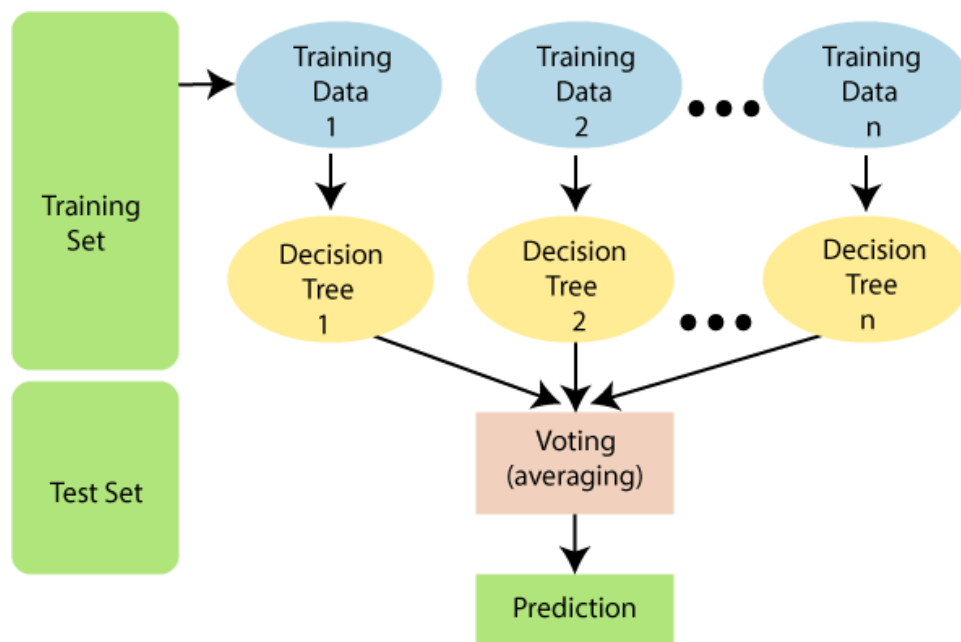 Training
Set
Test Set
Training
Data
1
Training
Data
2
Training
Data
n
Decision
Tree
1
Decision
Tree
2
Decision
Tree
n
Voting
(averaging)
Prediction